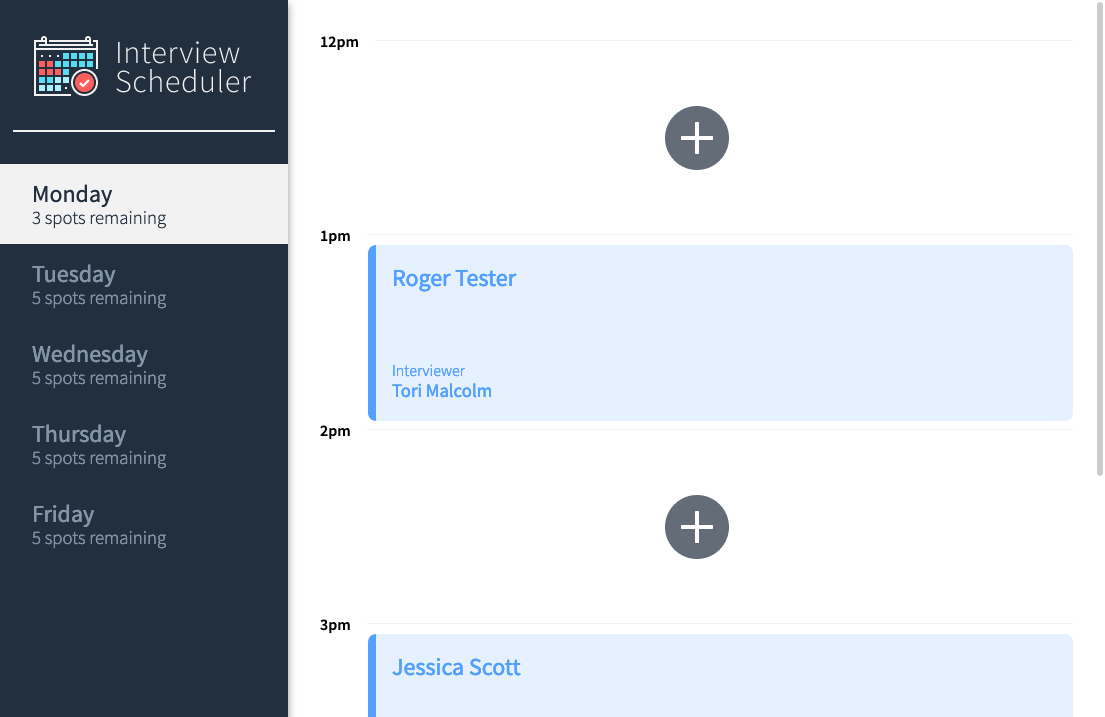 Interview
Scheduler
Monday
3 spots remaining
Tuesday
5 spots remaining
Wednesday
5 spots remaining
Thursday
5 spots remaining
Friday
5 spots remaining
12pm
1pm
Roger Tester
Interviewer
Tori Malcolm
2pm
3pm
Jessica Scott